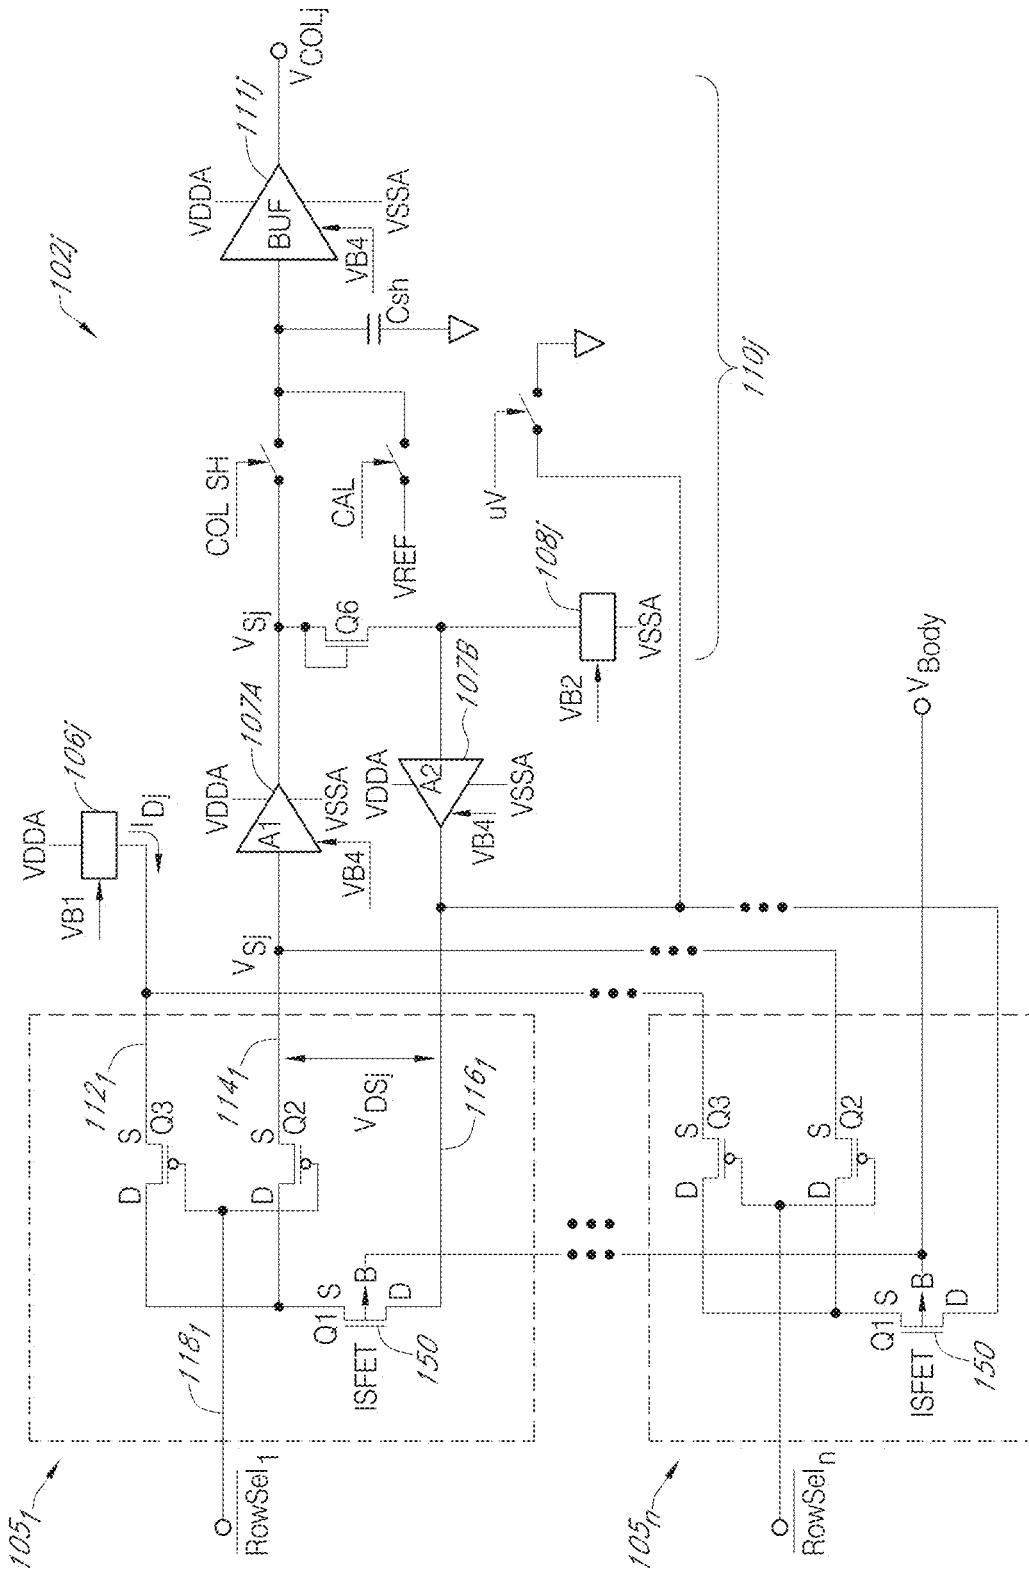 102j
VDDA
VB1
106j
IDj
VSj
VDDA
A1
107A
VSSA
VB4
VSj
COL SH
CAL
VREF
Q6
VDDA
A2
107B
VSSA
VB4
VB2
108j
VSSA
uV
Csh
VDDA
BUF
111j
VSSA
VB4
VCOLj
110j
VBody
105₁
RowSel₁
118₁
112₁
114₁
116₁
VDSj
D
S
Q3
D
S
Q2
Q1
S
B
D
ISFET
150
105n
RowSeln
D
S
Q3
D
S
Q2
Q1
S
B
D
ISFET
150